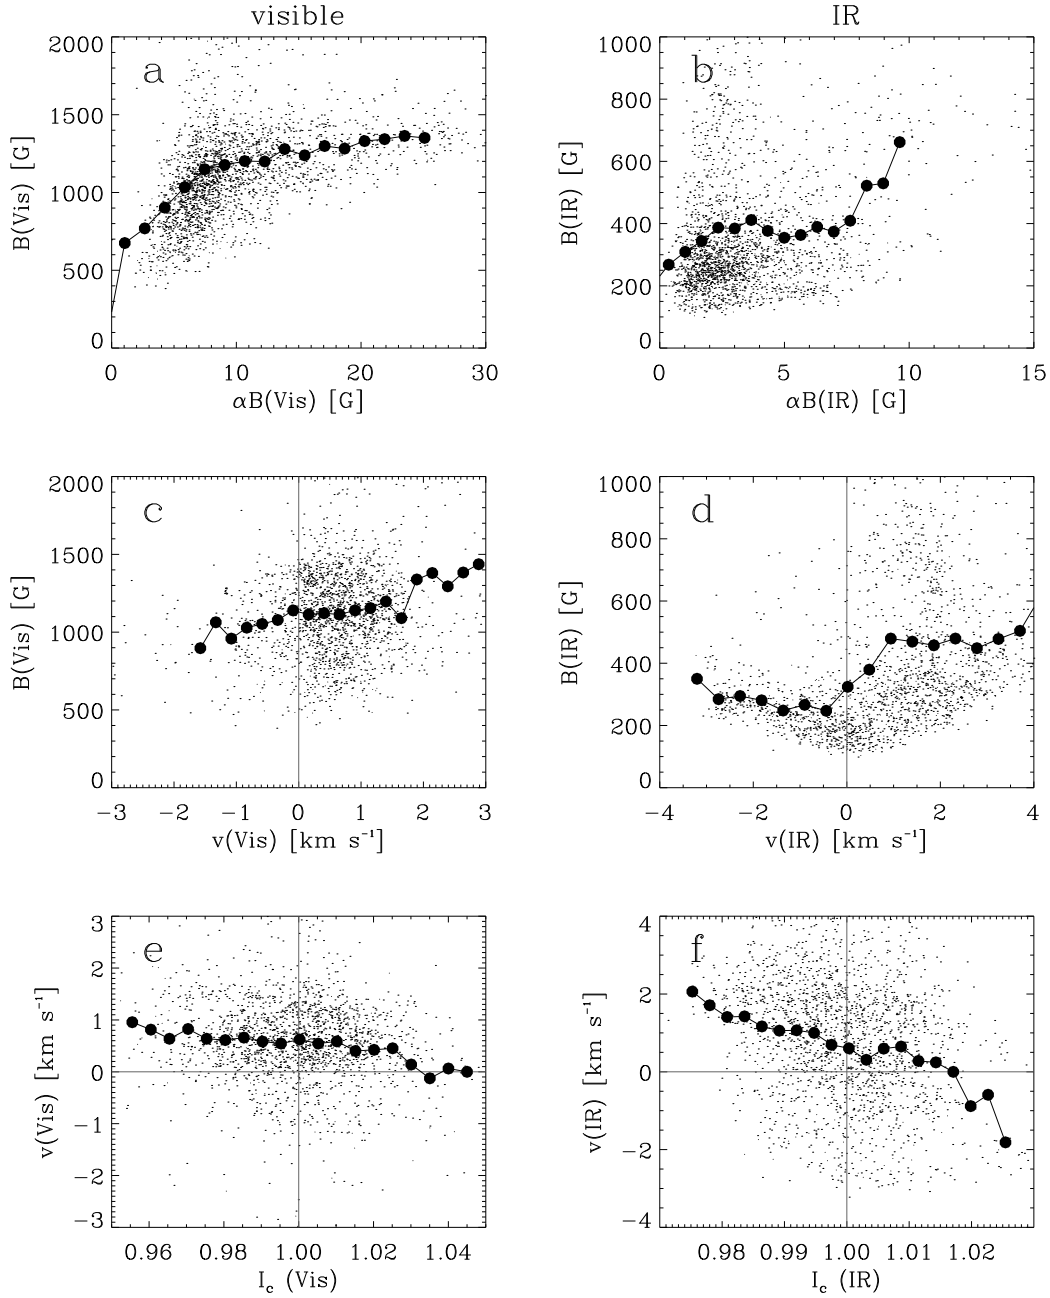 visible
IR
a
2000
1500
1000
500
0
B(Vis) [G]
0 10 20 30
αB(Vis) [G]
b
1000
800
600
400
200
0
B(IR) [G]
0 5 10 15
αB(IR) [G]
c
2000
1500
1000
500
0
B(Vis) [G]
−3 −2 −1 0 1 2 3
v(Vis) [km s⁻¹]
d
1000
800
600
400
200
0
B(IR) [G]
−4 −2 0 2 4
v(IR) [km s⁻¹]
e
3
2
1
0
−1
−2
−3
v(Vis) [km s⁻¹]
0.96 0.98 1.00 1.02 1.04
I_c (Vis)
f
4
2
0
−2
−4
v(IR) [km s⁻¹]
0.98 0.99 1.00 1.01 1.02
I_c (IR)